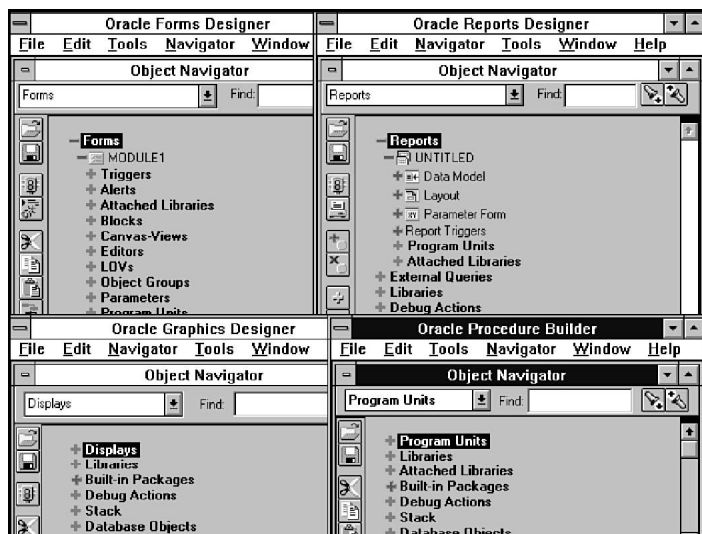 Oracle Forms Designer
File Edit Tools Navigator Window
Object Navigator
Forms Find:
Forms
MODULE1
Triggers
Alerts
Attached Libraries
Blocks
Canvas-Views
Editors
LOVs
Object Groups
Parameters
Program Units
Oracle Reports Designer
File Edit Navigator Tools Window Help
Object Navigator
Reports Find:
Reports
UNTITLED
Data Model
Layout
Parameter Form
Report Triggers
Program Units
Attached Libraries
External Queries
Libraries
Debug Actions
Oracle Graphics Designer
File Edit Navigator Tools Window
Object Navigator
Displays Find:
Displays
Libraries
Built-in Packages
Debug Actions
Stack
Database Objects
Oracle Procedure Builder
File Edit Tools Navigator Window Help
Object Navigator
Program Units Find:
Program Units
Libraries
Attached Libraries
Built-in Packages
Debug Actions
Stack
Database Objects